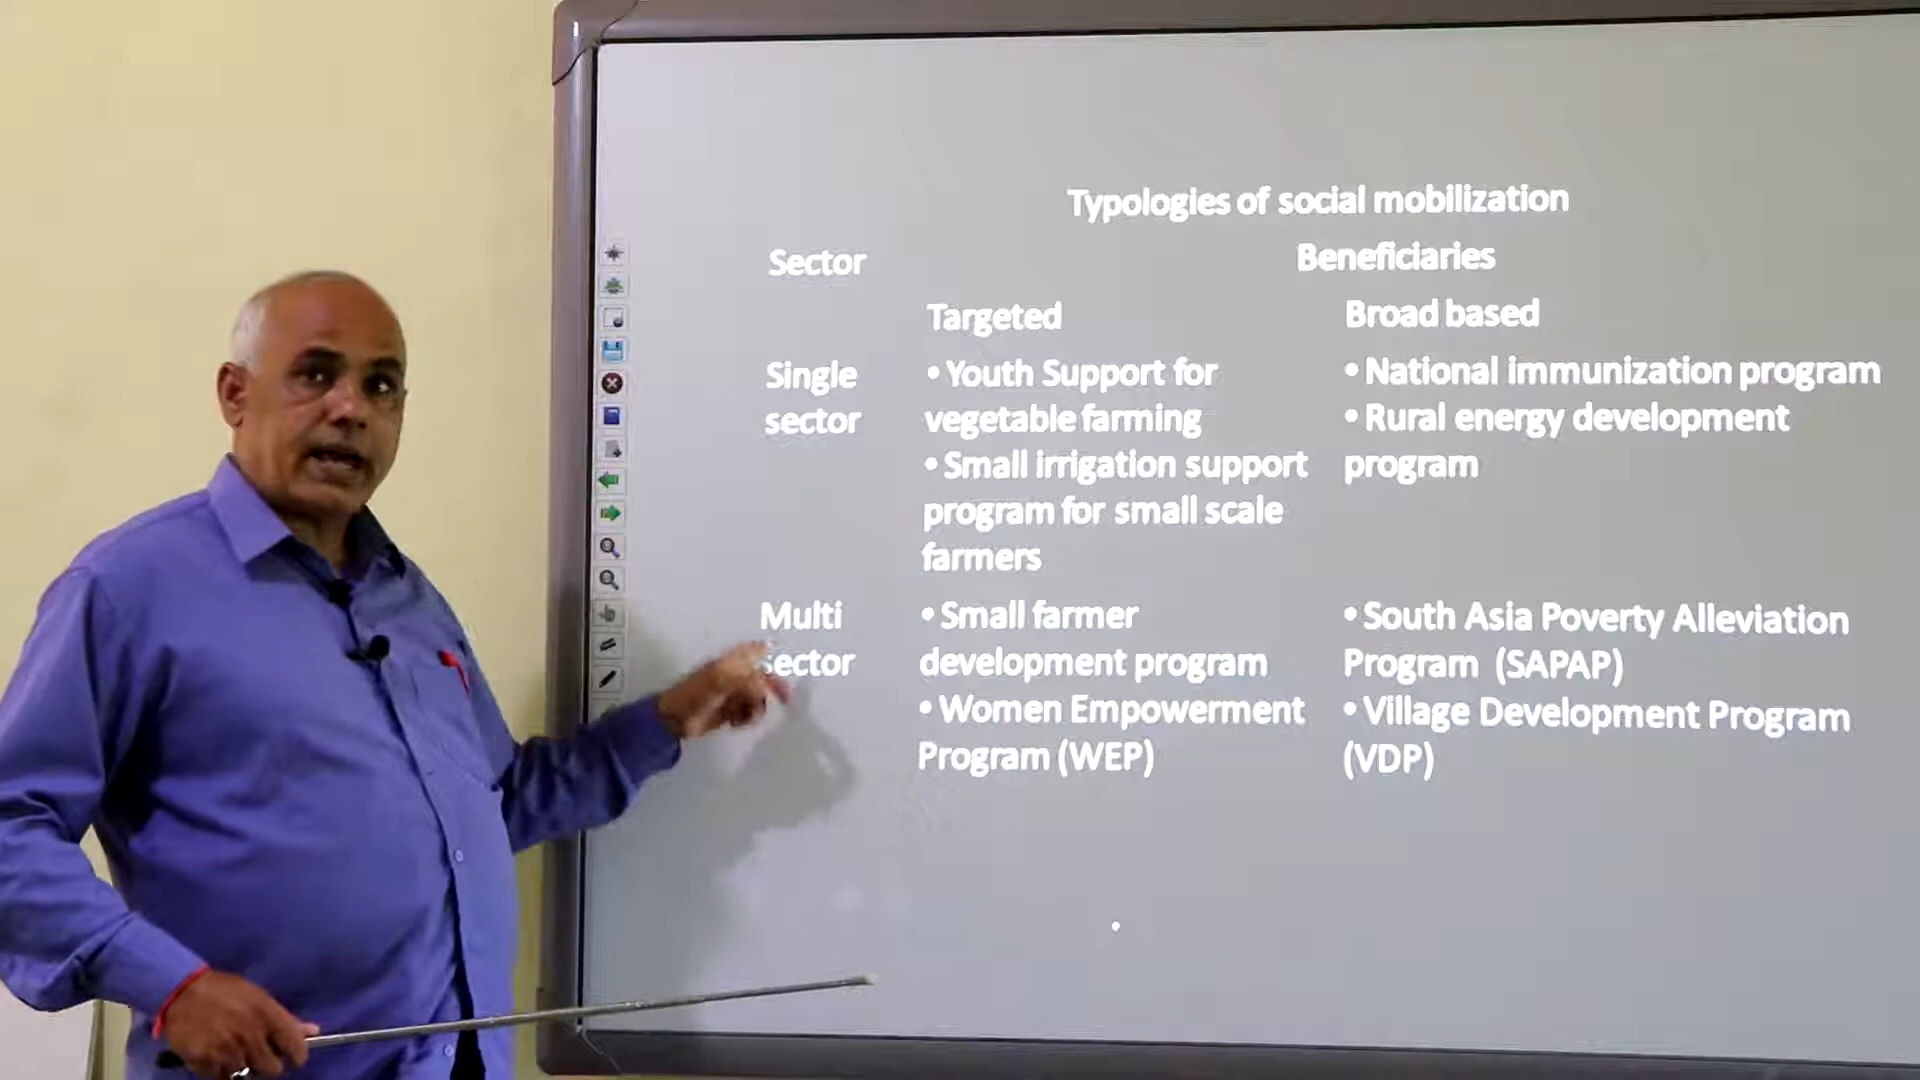 Typologies of social mobilization
Sector
Beneficiaries
Targeted
Broad based
Single
sector
• Youth Support for
vegetable farming
• Small irrigation support
program for small scale
farmers
• National immunization program
• Rural energy development
program
Multi
sector
• Small farmer
development program
• Women Empowerment
Program (WEP)
• South Asia Poverty Alleviation
Program (SAPAP)
• Village Development Program
(VDP)